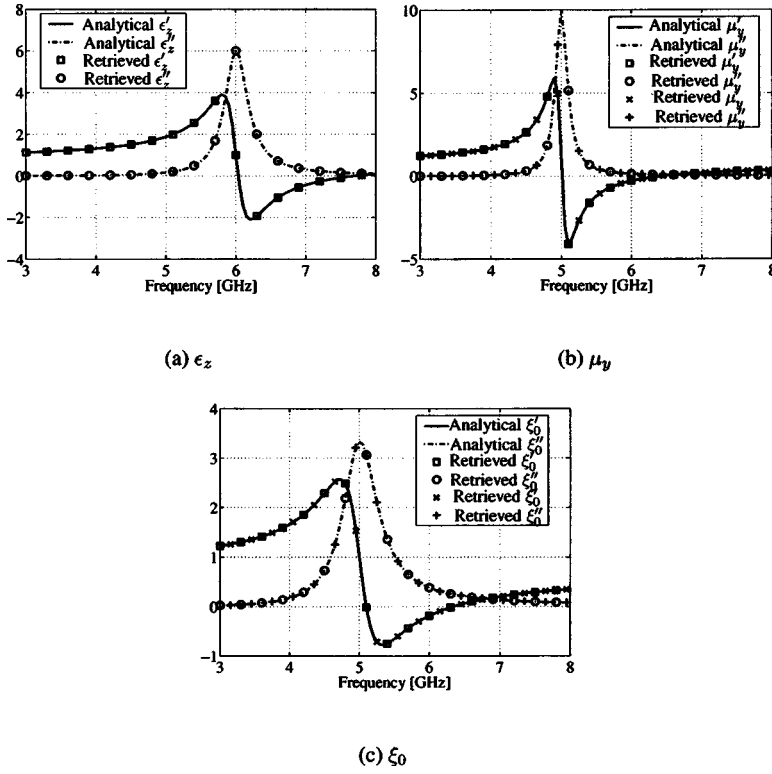 8
6
4
2
0
−2
−4
Analytical ϵ′z
Analytical ϵ″z
Retrieved ϵ′z
Retrieved ϵ″z
3 4 5 6 7 8
Frequency [GHz]
(a) ϵz
10
5
0
−5
Analytical μ′y
Analytical μ″y
Retrieved μ′y
Retrieved μ″y
Retrieved μ′y
Retrieved μ″y
3 4 5 6 7 8
Frequency [GHz]
(b) μy
4
3
2
1
0
−1
Analytical ξ′0
Analytical ξ″0
Retrieved ξ′0
Retrieved ξ″0
Retrieved ξ′0
Retrieved ξ″0
3 4 5 6 7 8
Frequency [GHz]
(c) ξ0